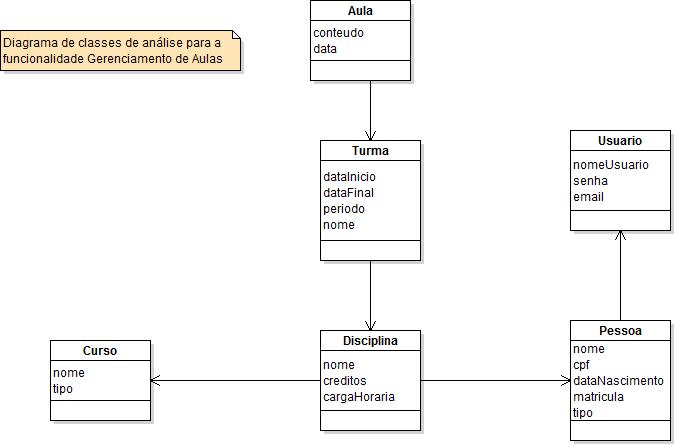 Diagrama de classes de análise para a
funcionalidade Gerenciamento de Aulas
Aula
conteudo
data
Turma
dataInicio
dataFinal
periodo
nome
Usuario
nomeUsuario
senha
email
Curso
nome
tipo
Disciplina
nome
creditos
cargaHoraria
Pessoa
nome
cpf
dataNascimento
matricula
tipo